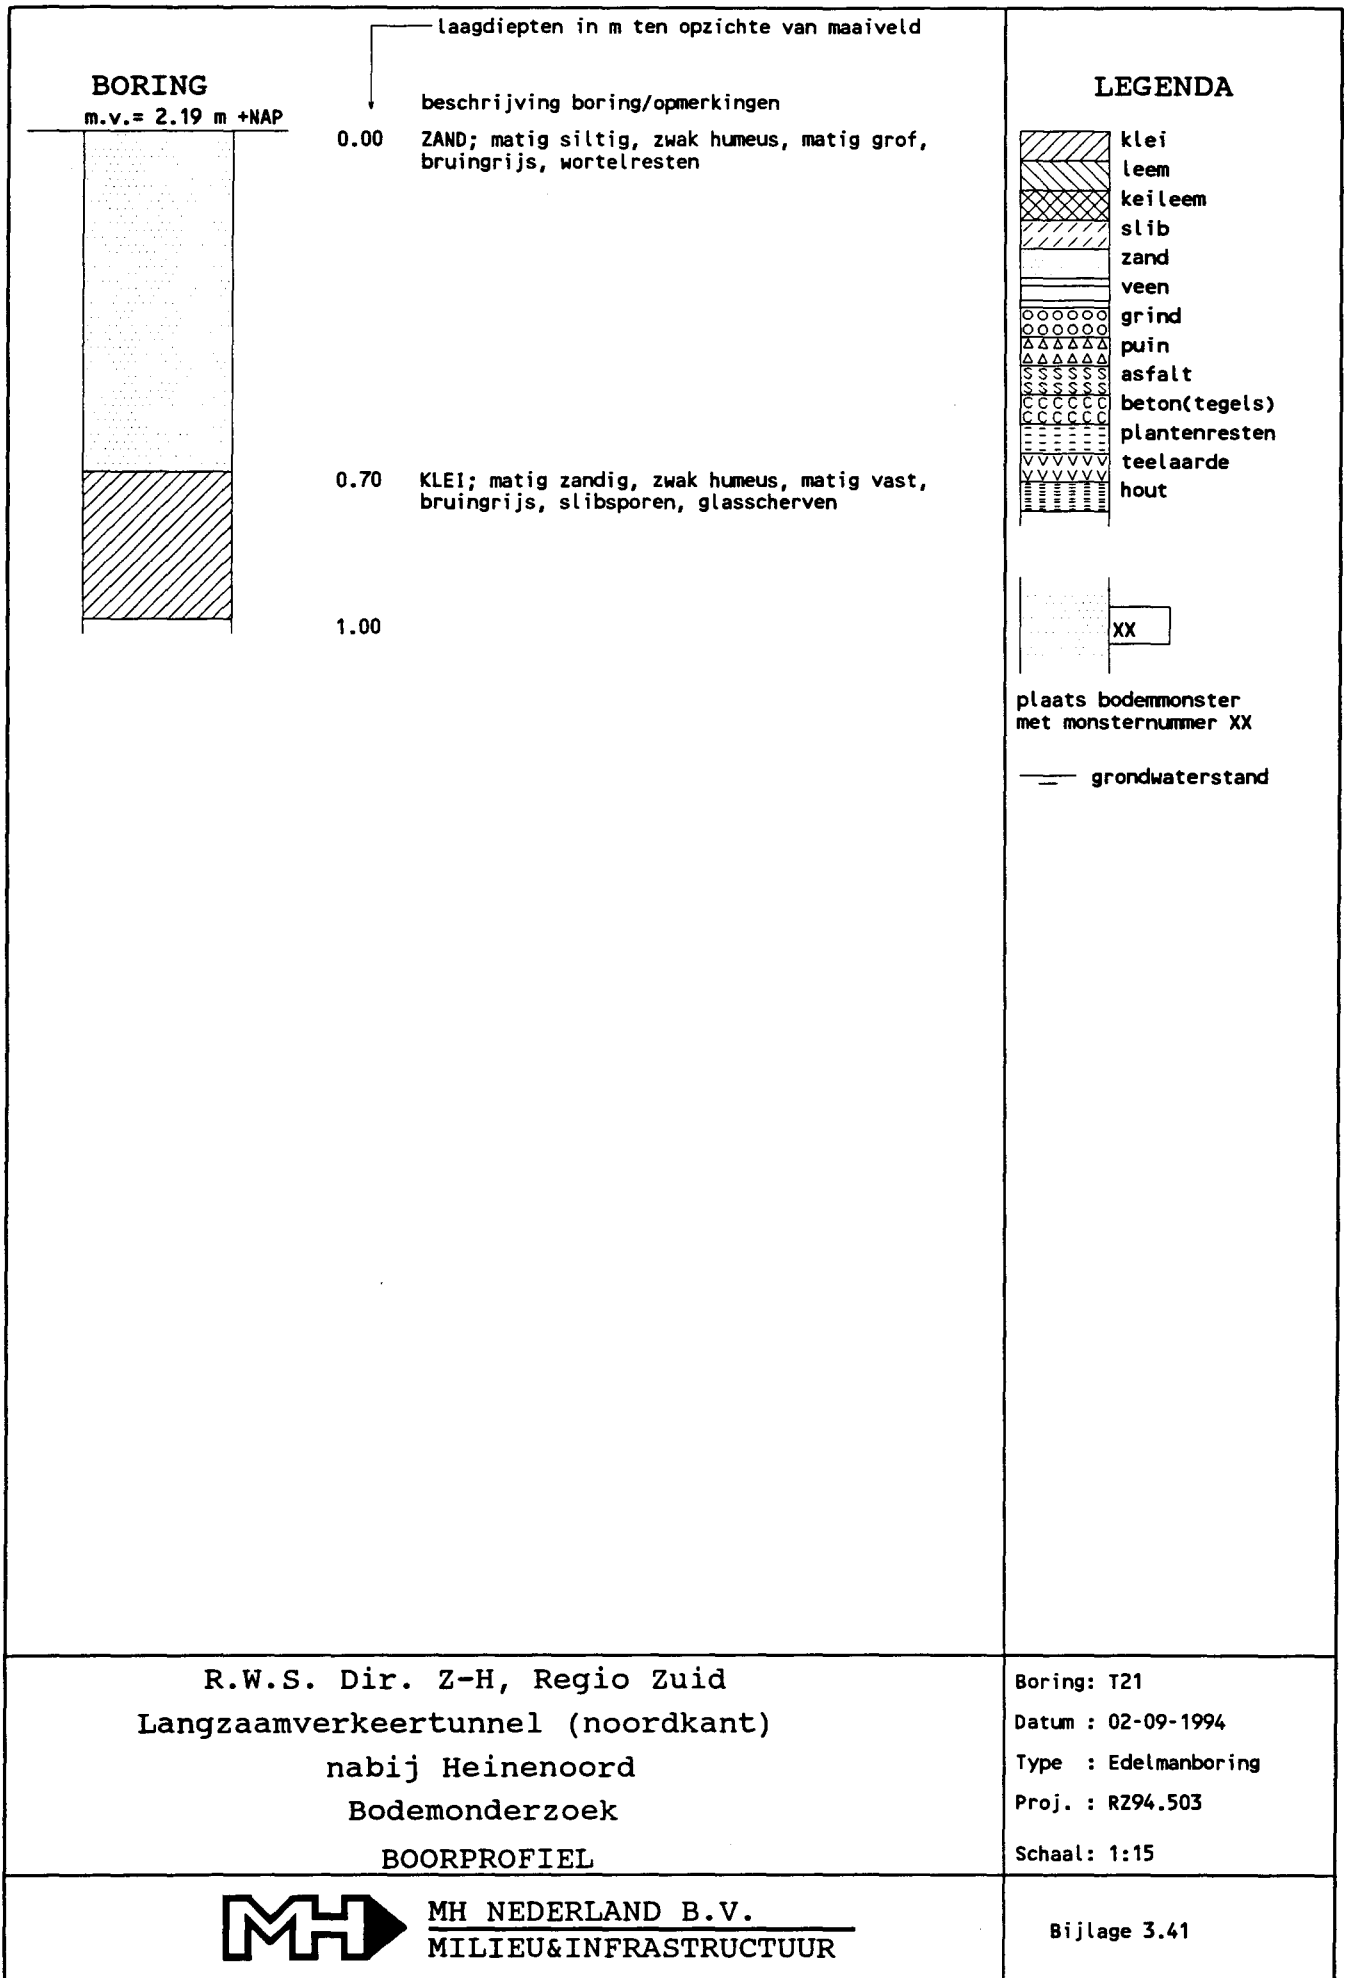 laagdiepten in m ten opzichte van maaiveld
BORING
m.v.= 2.19 m +NAP
beschrijving boring/opmerkingen
0.00 ZAND; matig siltig, zwak humeus, matig grof,
bruingrijs, wortelresten
0.70 KLEI; matig zandig, zwak humeus, matig vast,
bruingrijs, slibsporen, glasscherven
1.00
LEGENDA
klei
leem
keileem
slib
zand
veen
grind
puin
asfalt
beton(tegels)
plantenresten
teelaarde
hout
XX
plaats bodemmonster
met monsternummer XX
grondwaterstand
R.W.S. Dir. Z-H, Regio Zuid
Langzaamverkeertunnel (noordkant)
nabij Heinenoord
Bodemonderzoek
BOORPROFIEL
Boring: T21
Datum : 02-09-1994
Type : Edelmanboring
Proj. : RZ94.503
Schaal: 1:15
MH
MH NEDERLAND B.V.
MILIEU&INFRASTRUCTUUR
Bijlage 3.41